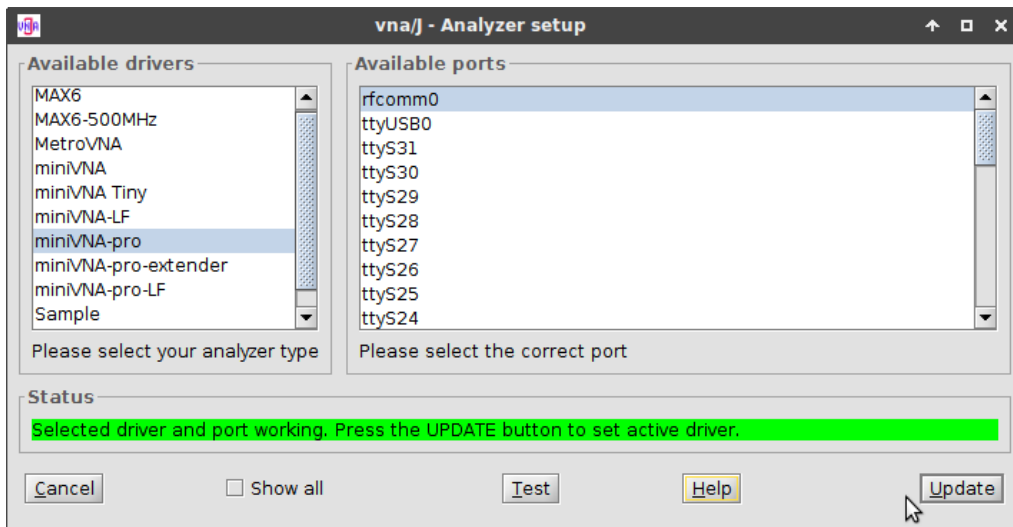 VNA
vna/J - Analyzer setup
Available drivers
MAX6
MAX6-500MHz
MetroVNA
miniVNA
miniVNA Tiny
miniVNA-LF
miniVNA-pro
miniVNA-pro-extender
miniVNA-pro-LF
Sample
Please select your analyzer type
Available ports
rfcomm0
ttyUSB0
ttyS31
ttyS30
ttyS29
ttyS28
ttyS27
ttyS26
ttyS25
ttyS24
Please select the correct port
Status
Selected driver and port working. Press the UPDATE button to set active driver.
Cancel
Show all
Test
Help
Update